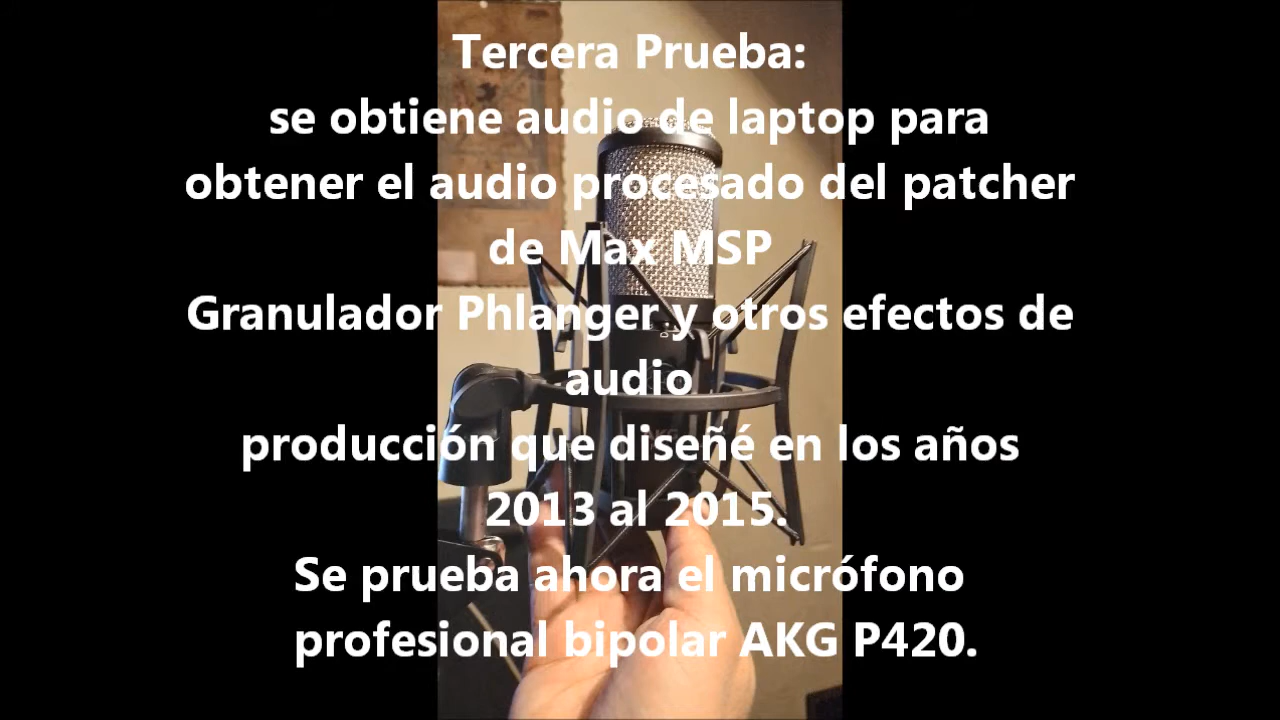 Tercera Prueba:
se obtiene audio de laptop para
obtener el audio procesado del patcher
de Max MSP
Granulador Phlanger y otros efectos de
audio
producción que diseñé en los años
2013 al 2015.
Se prueba ahora el micrófono
profesional bipolar AKG P420.
AKG